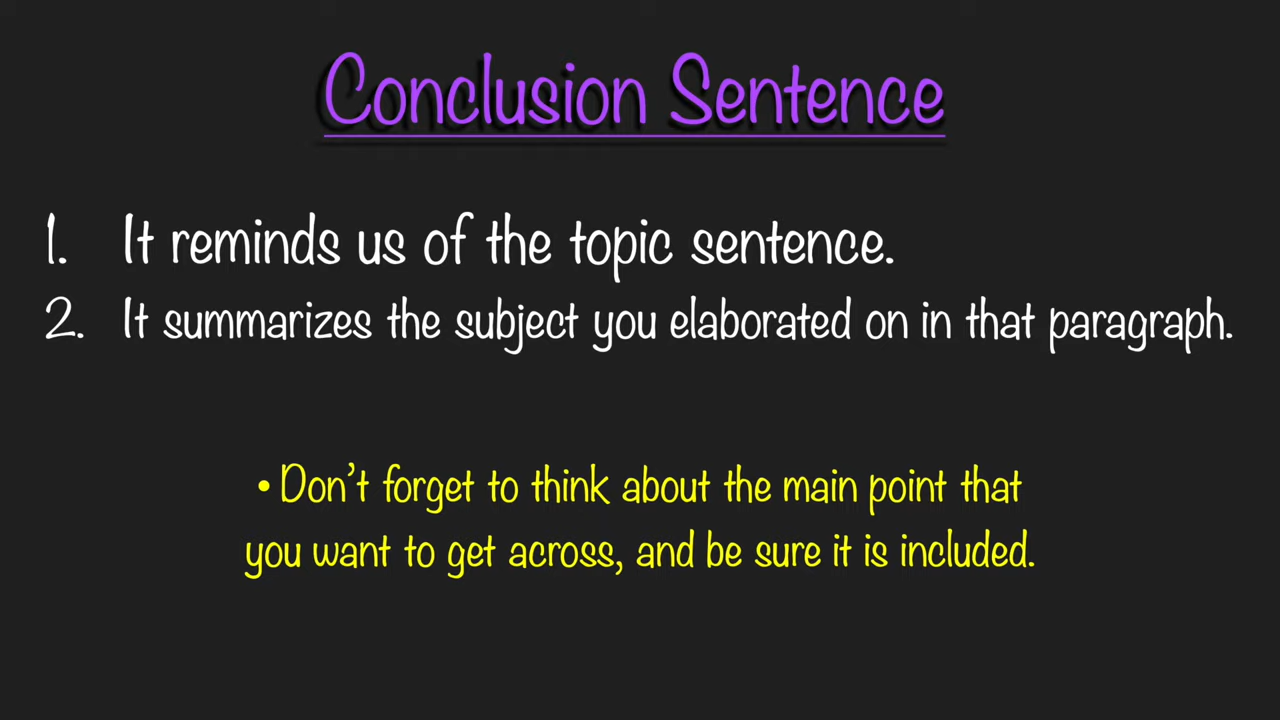 Conclusion Sentence
1. It reminds us of the topic sentence.
2. It summarizes the subject you elaborated on in that paragraph.
• Don't forget to think about the main point that
you want to get across, and be sure it is included.